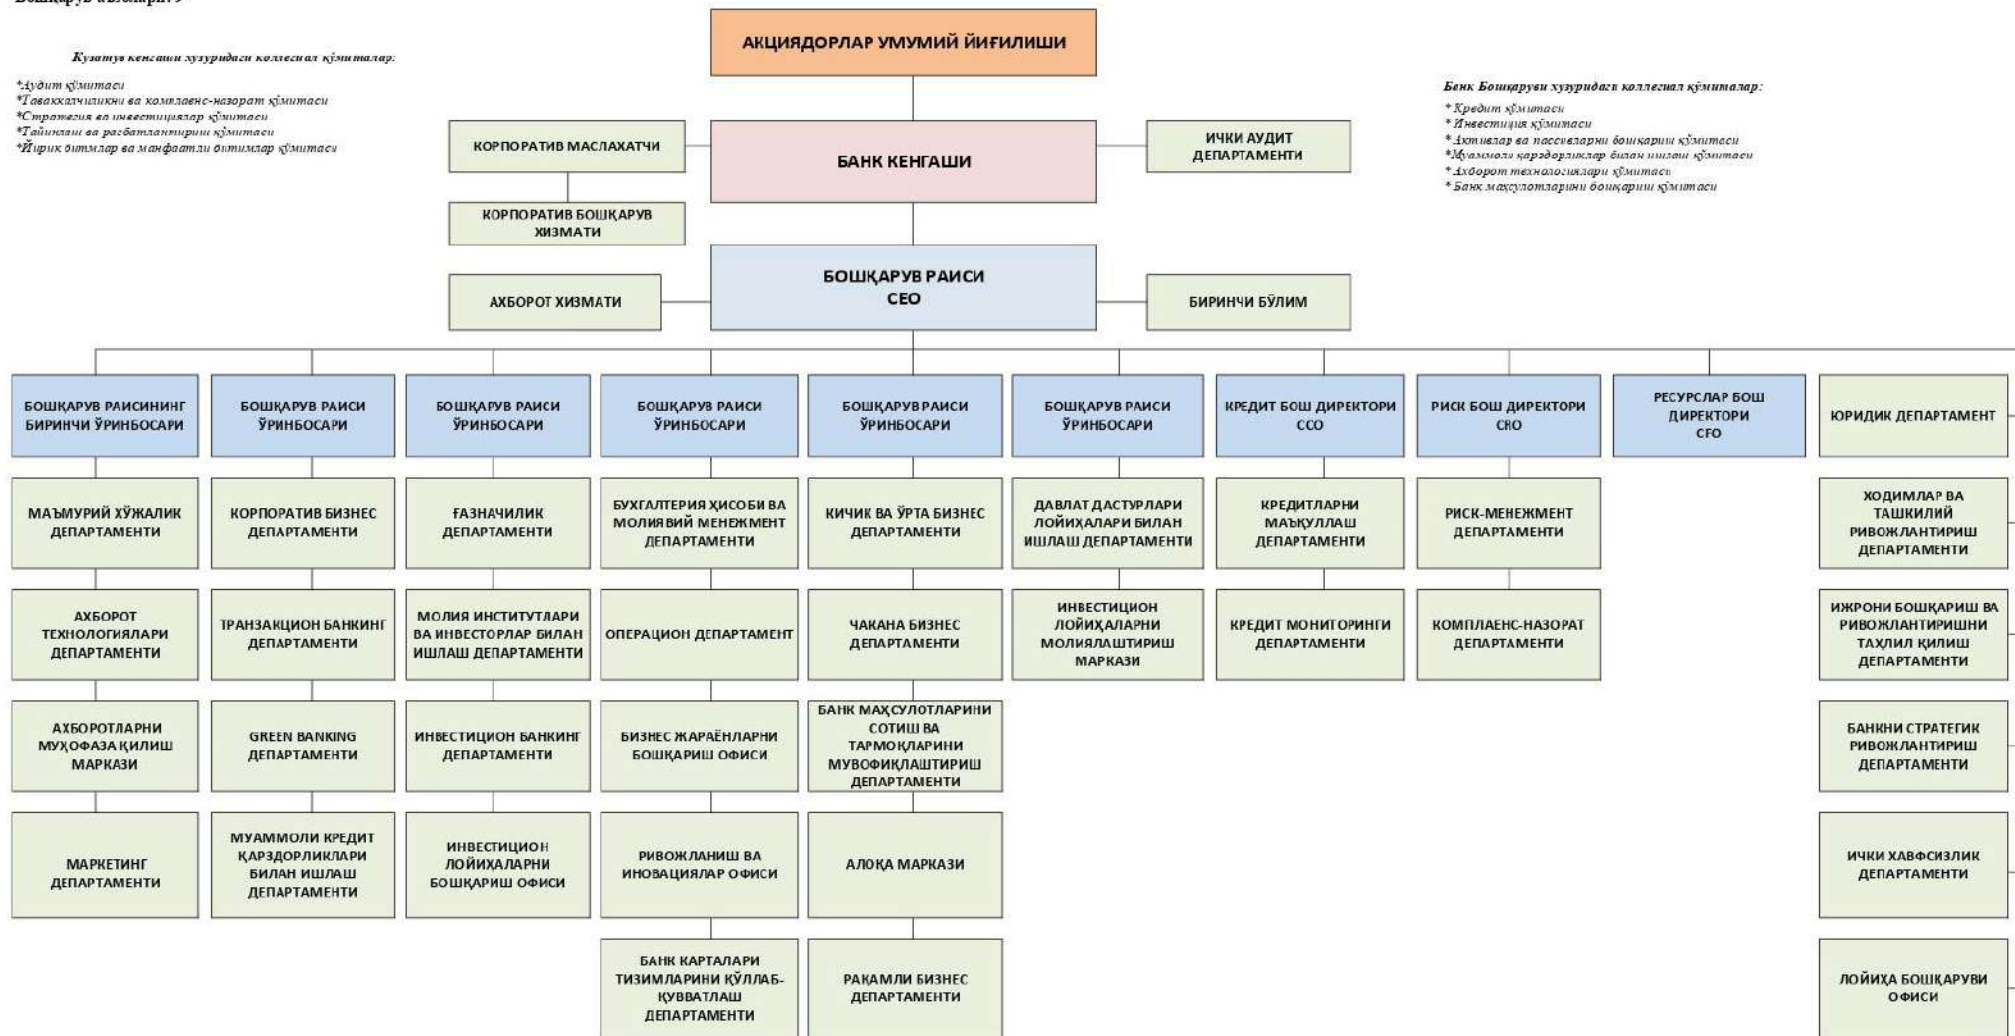 Кузатув кенгаши хузуридаги коллегиал қўмиталар:
*Аудит қўмитаси
*Таваккалчиликни ва комплаенс-назорат қўмитаси
*Стратегия ва инвестициялар қўмитаси
*Тайинлаш ва рағбатлантириш қўмитаси
*Йирик битмлар ва манфаатли битимлар қўмитаси
АКЦИЯДОРЛАР УМУМИЙ ЙИҒИЛИШИ
Банк Бошқаруви хузуридаги коллегиал қўмиталар:
* Кредит қўмитаси
* Инвестиция қўмитаси
* Активлар ва пассивларни бошқариш қўмитаси
*Муаммоли қарздорликлар билан ишлаш қўмитаси
* Ахборот технологиялари қўмитаси
* Банк маҳсулотларини бошқариш қўмитаси
КОРПОРАТИВ МАСЛАХАТЧИ
БАНК КЕНГАШИ
ИЧКИ АУДИТ
ДЕПАРТАМЕНТИ
КОРПОРАТИВ БОШҚАРУВ
ХИЗМАТИ
АХБОРОТ ХИЗМАТИ
БОШҚАРУВ РАИСИ
CEO
БИРИНЧИ БЎЛИМ
БОШҚАРУВ РАИСИНИНГ
БИРИНЧИ ЎРИНБОСАРИ
БОШҚАРУВ РАИСИ
ЎРИНБОСАРИ
БОШҚАРУВ РАИСИ
ЎРИНБОСАРИ
БОШҚАРУВ РАИСИ
ЎРИНБОСАРИ
БОШҚАРУВ РАИСИ
ЎРИНБОСАРИ
БОШҚАРУВ РАИСИ
ЎРИНБОСАРИ
КРЕДИТ БОШ ДИРЕКТОРИ
CCO
РИСК БОШ ДИРЕКТОРИ
CRO
РЕСУРСЛАР БОШ
ДИРЕКТОРИ
CFO
ЮРИДИК ДЕПАРТАМЕНТ
МАЪМУРИЙ ХЎЖАЛИК
ДЕПАРТАМЕНТИ
КОРПОРАТИВ БИЗНЕС
ДЕПАРТАМЕНТИ
ҒАЗНАЧИЛИК
ДЕПАРТАМЕНТИ
БУХГАЛТЕРИЯ ҲИСОБИ ВА
МОЛИЯВИЙ МЕНЕЖМЕНТ
ДЕПАРТАМЕНТИ
КИЧИК ВА ЎРТА БИЗНЕС
ДЕПАРТАМЕНТИ
ДАВЛАТ ДАСТУРЛАРИ
ЛОЙИҲАЛАРИ БИЛАН
ИШЛАШ ДЕПАРТАМЕНТИ
КРЕДИТЛАРНИ
МАЪҚУЛЛАШ
ДЕПАРТАМЕНТИ
РИСК-МЕНЕЖМЕНТ
ДЕПАРТАМЕНТИ
ХОДИМЛАР ВА
ТАШКИЛИЙ
РИВОЖЛАНТИРИШ
ДЕПАРТАМЕНТИ
АХБОРОТ
ТЕХНОЛОГИЯЛАРИ
ДЕПАРТАМЕНТИ
ТРАНЗАКЦИОН БАНКИНГ
ДЕПАРТАМЕНТИ
МОЛИЯ ИНСТИТУТЛАРИ
ВА ИНВЕСТОРЛАР БИЛАН
ИШЛАШ ДЕПАРТАМЕНТИ
ОПЕРАЦИОН ДЕПАРТАМЕНТ
ЧАКАНА БИЗНЕС
ДЕПАРТАМЕНТИ
ИНВЕСТИЦИОН
ЛОЙИҲАЛАРНИ
МОЛИЯЛАШТИРИШ
МАРКАЗИ
КРЕДИТ МОНИТОРИНГИ
ДЕПАРТАМЕНТИ
КОМПЛАЕНС-НАЗОРАТ
ДЕПАРТАМЕНТИ
ИЖРОНИ БОШҚАРИШ ВА
РИВОЖЛАНТИРИШНИ
ТАҲЛИЛ ҚИЛИШ
ДЕПАРТАМЕНТИ
АХБОРОТЛАРНИ
МУҲОФАЗА ҚИЛИШ
МАРКАЗИ
GREEN BANKING
ДЕПАРТАМЕНТИ
ИНВЕСТИЦИОН БАНКИНГ
ДЕПАРТАМЕНТИ
БИЗНЕС ЖАРАЁНЛАРНИ
БОШҚАРИШ ОФИСИ
БАНК МАҲСУЛОТЛАРИНИ
СОТИШ ВА
ТАРМОҚЛАРИНИ
МУВОФИҚЛАШТИРИШ
ДЕПАРТАМЕНТИ
БАНКНИ СТРАТЕГИК
РИВОЖЛАНТИРИШ
ДЕПАРТАМЕНТИ
МАРКЕТИНГ
ДЕПАРТАМЕНТИ
МУАММОЛИ КРЕДИТ
ҚАРЗДОРЛИКЛАРИ
БИЛАН ИШЛАШ
ДЕПАРТАМЕНТИ
ИНВЕСТИЦИОН
ЛОЙИҲАЛАРНИ
БОШҚАРИШ ОФИСИ
РИВОЖЛАНИШ ВА
ИНОВАЦИЯЛАР ОФИСИ
АЛОҚА МАРКАЗИ
ИЧКИ ХАВФСИЗЛИК
ДЕПАРТАМЕНТИ
БАНК КАРТАЛАРИ
ТИЗИМЛАРИНИ ҚЎЛЛАБ-
ҚУВВАТЛАШ
ДЕПАРТАМЕНТИ
РАҚАМЛИ БИЗНЕС
ДЕПАРТАМЕНТИ
ЛОЙИҲА БОШҚАРУВИ
ОФИСИ